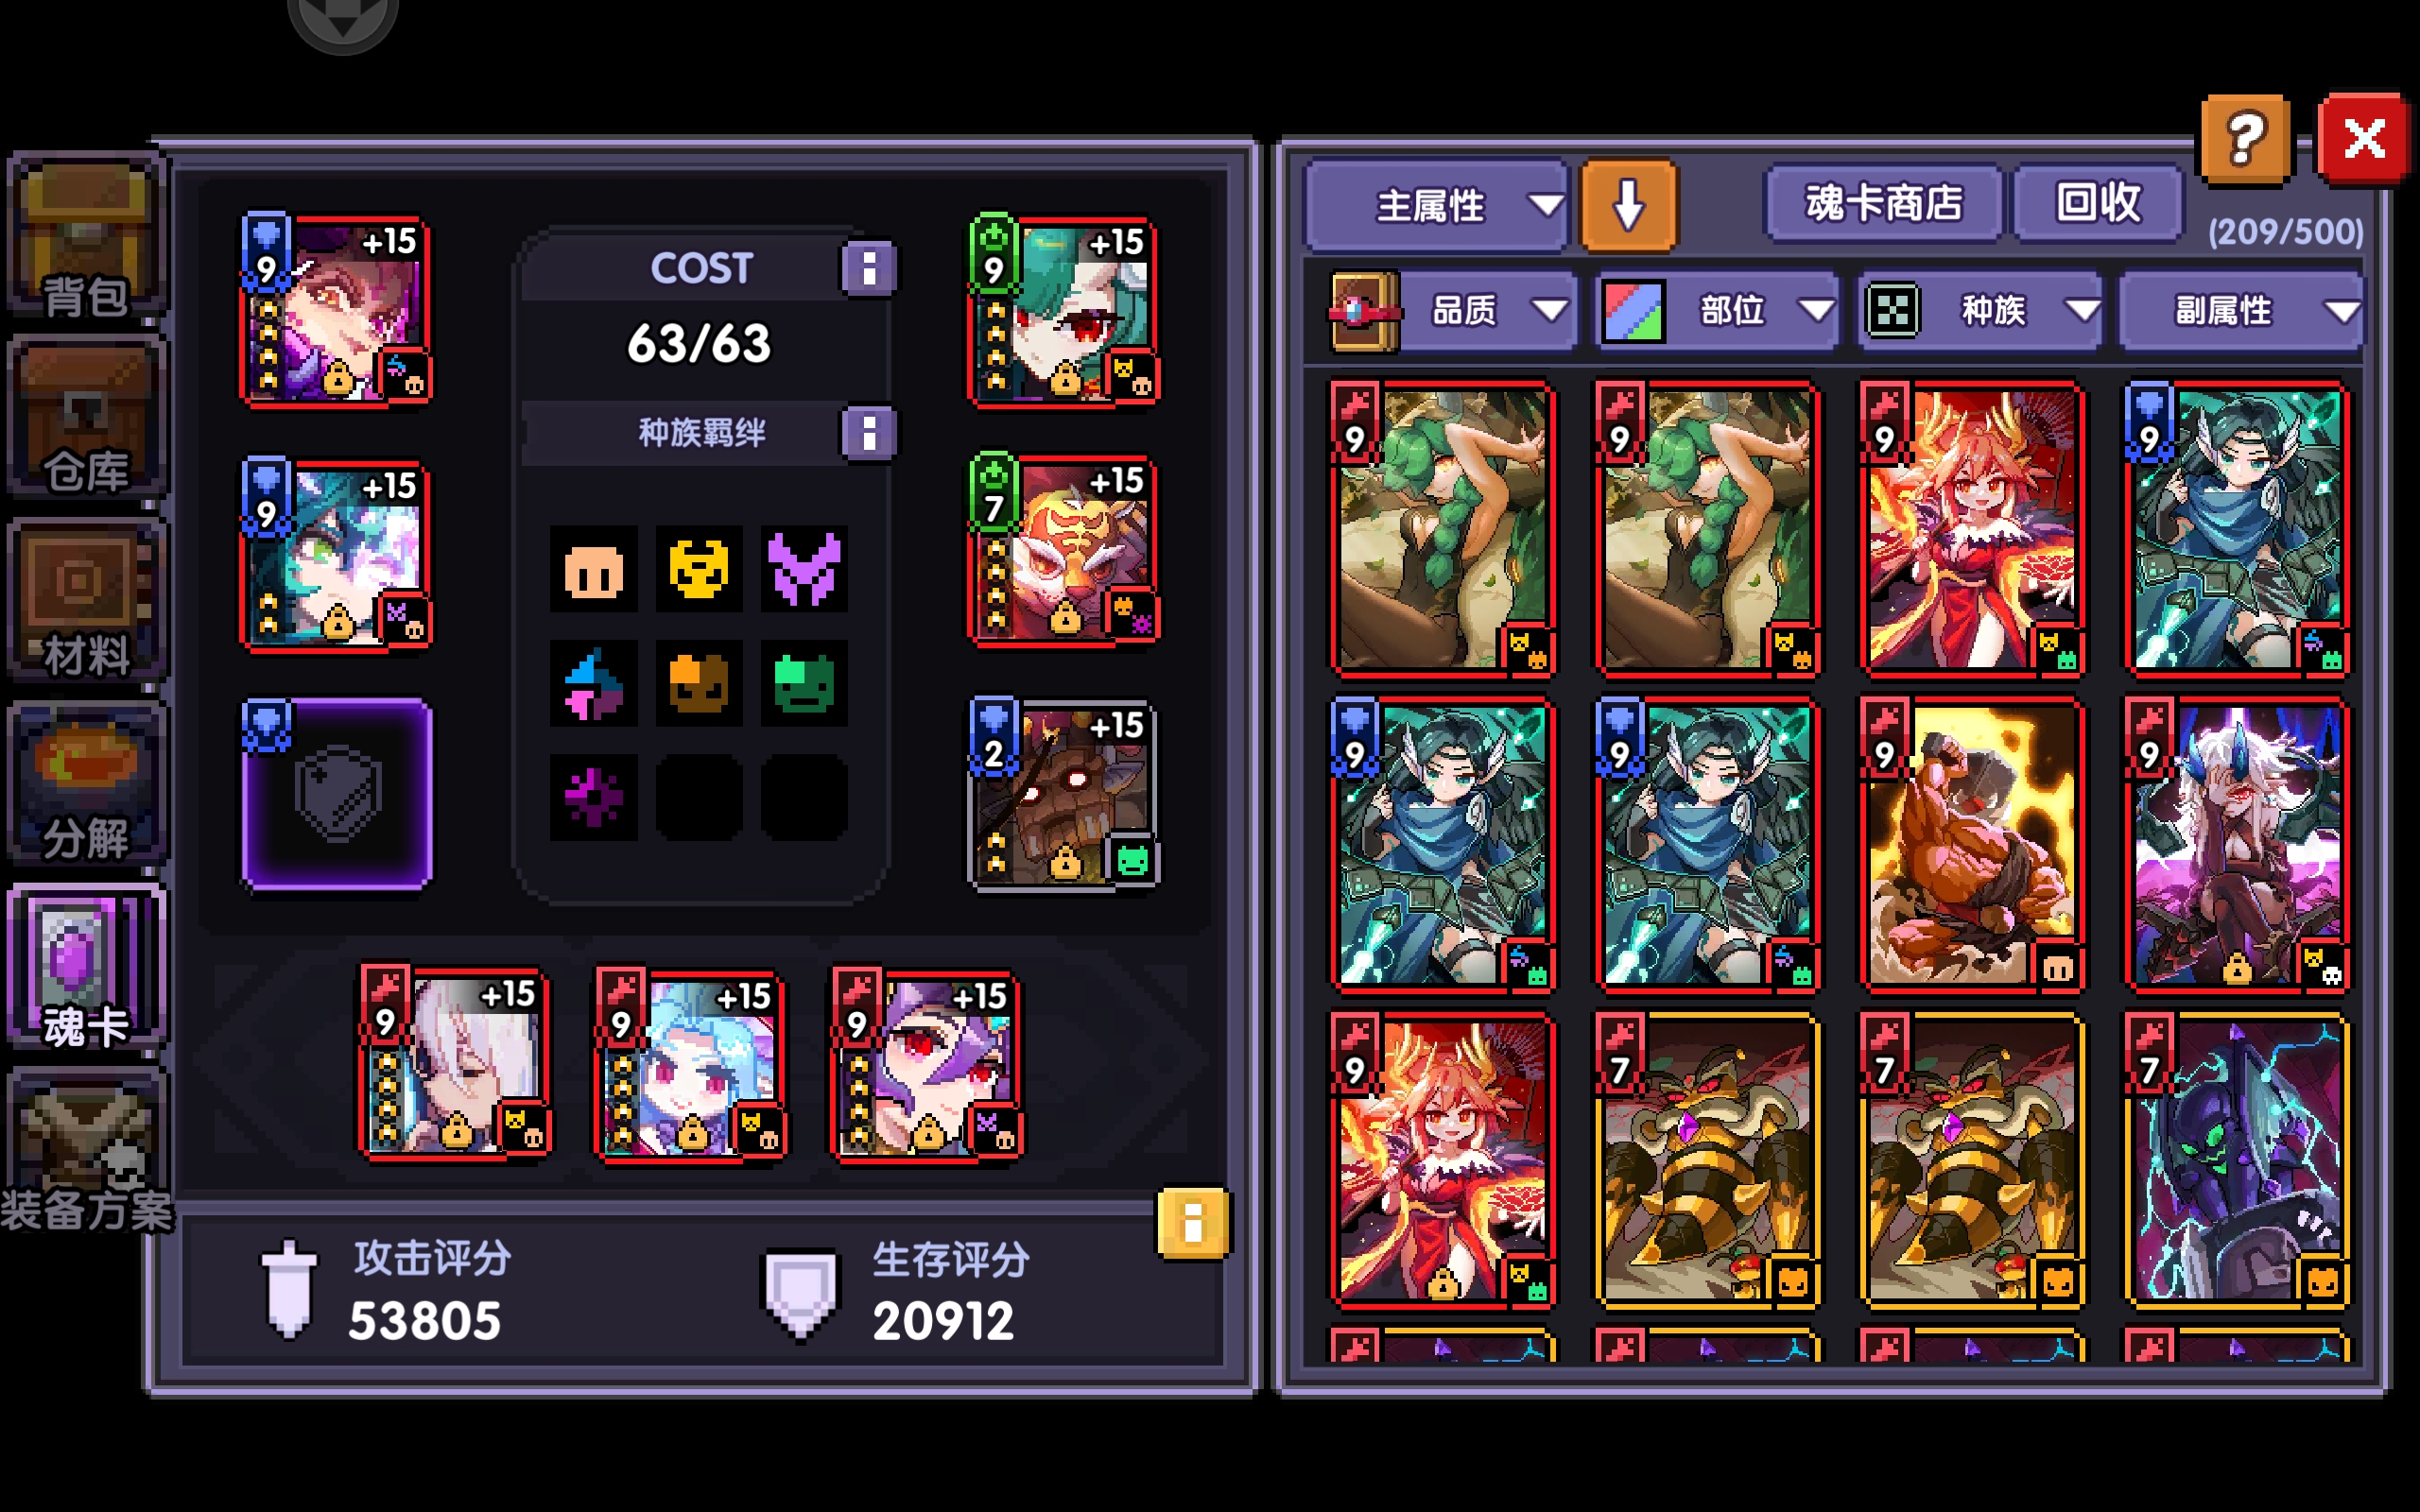 背包
仓库
材料
分解
魂卡
装备方案
9
+15
9
+15
COST
63/63
种族羁绊
9
+15
7
+15
2
+15
9
+15
9
+15
9
+15
攻击评分
53805
生存评分
20912
?
主属性
魂卡商店
回收
(209/500)
品质
部位
种族
副属性
9
9
9
9
9
9
9
9
9
7
7
7